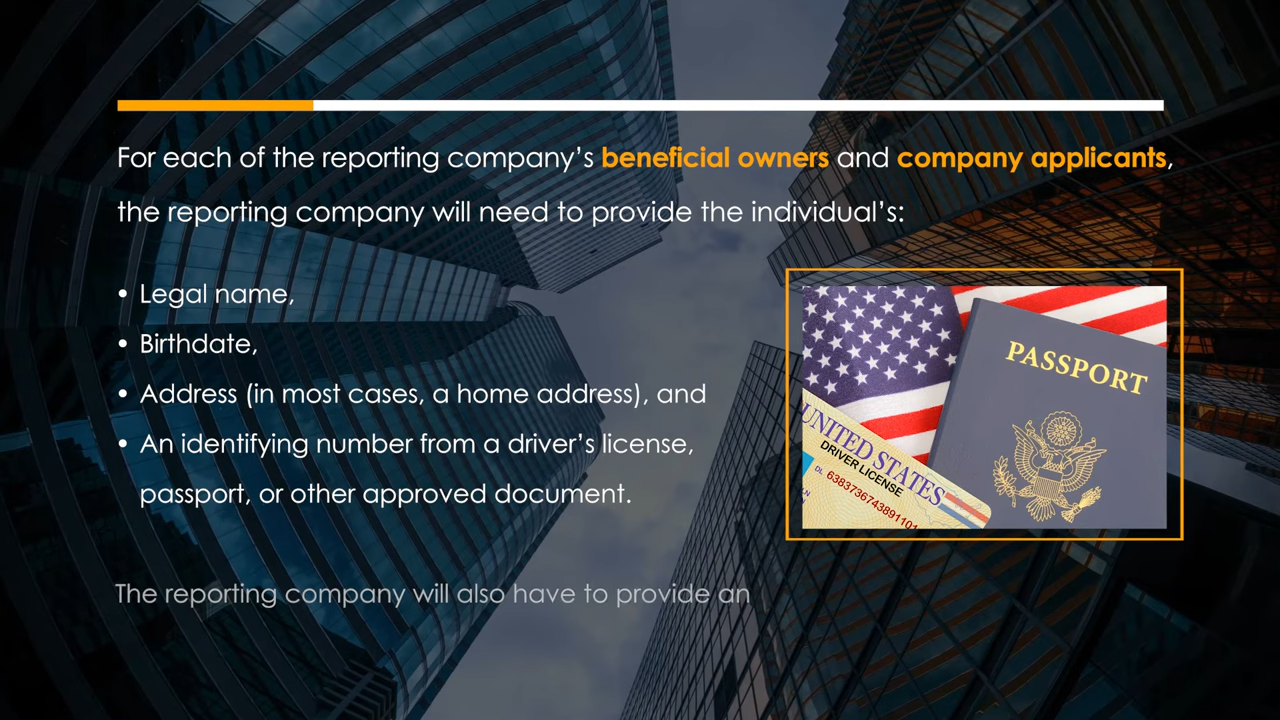 For each of the reporting company’s beneficial owners and company applicants,
the reporting company will need to provide the individual’s:
• Legal name,
• Birthdate,
• Address (in most cases, a home address), and
• An identifying number from a driver’s license,
passport, or other approved document.
PASSPORT
UNITED STATES
DRIVER LICENSE
DL 6383736743891101
The reporting company will also have to provide an